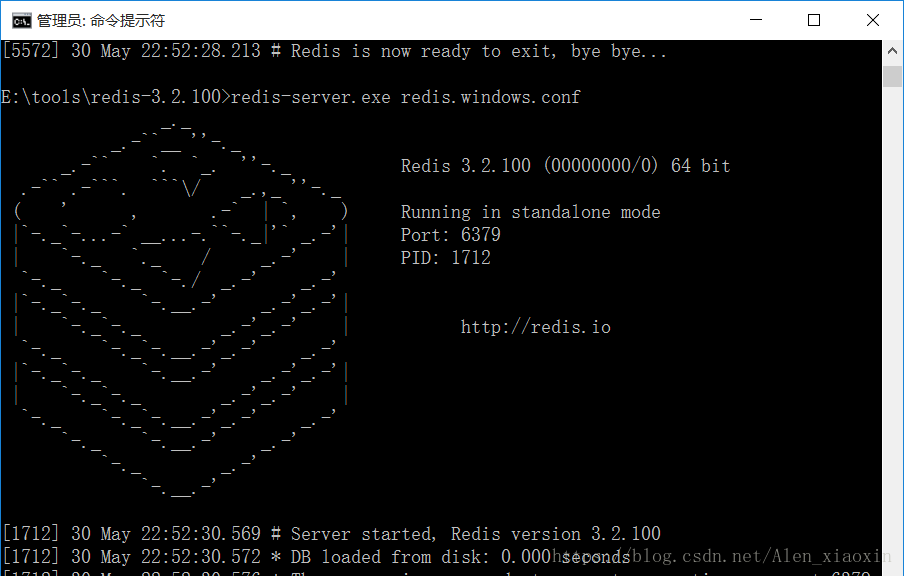 管理员: 命令提示符
[5572] 30 May 22:52:28.213 # Redis is now ready to exit, bye bye...
E:\tools\redis-3.2.100>redis-server.exe redis.windows.conf
Redis 3.2.100 (00000000/0) 64 bit
Running in standalone mode
Port: 6379
PID: 1712
http://redis.io
[1712] 30 May 22:52:30.569 # Server started, Redis version 3.2.100
[1712] 30 May 22:52:30.572 * DB loaded from disk: 0.000 seconds
https://blog.csdn.net/Alen_xiaoxin